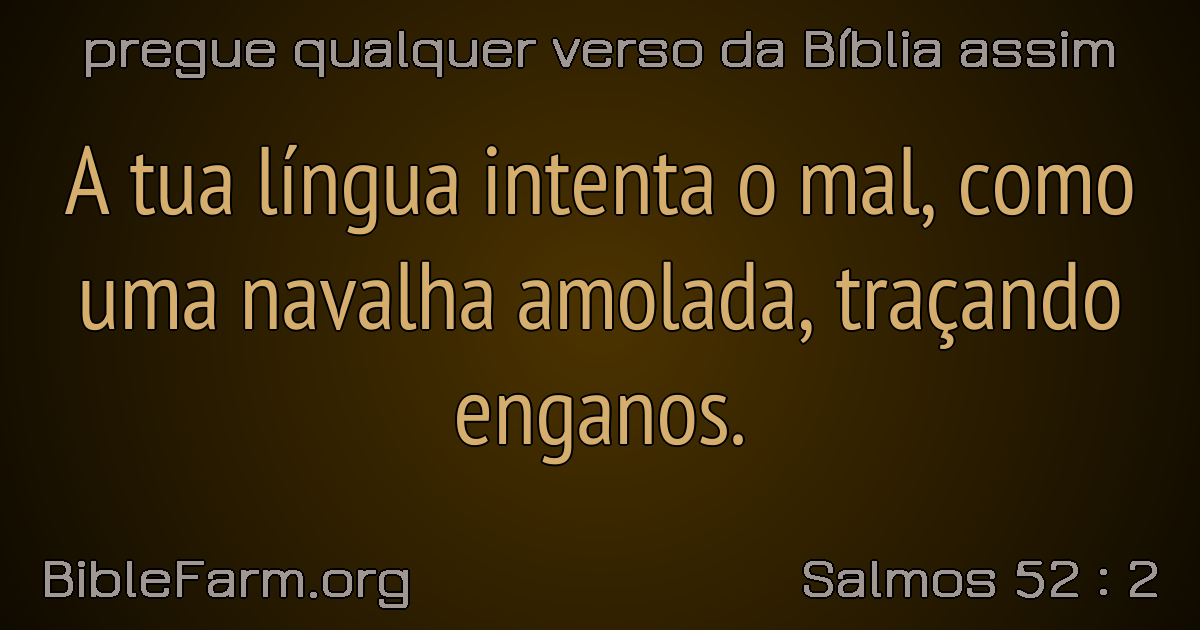 pregue qualquer verso da Bíblia assim
A tua língua intenta o mal, como
uma navalha amolada, traçando
enganos.
BibleFarm.org
Salmos 52 : 2